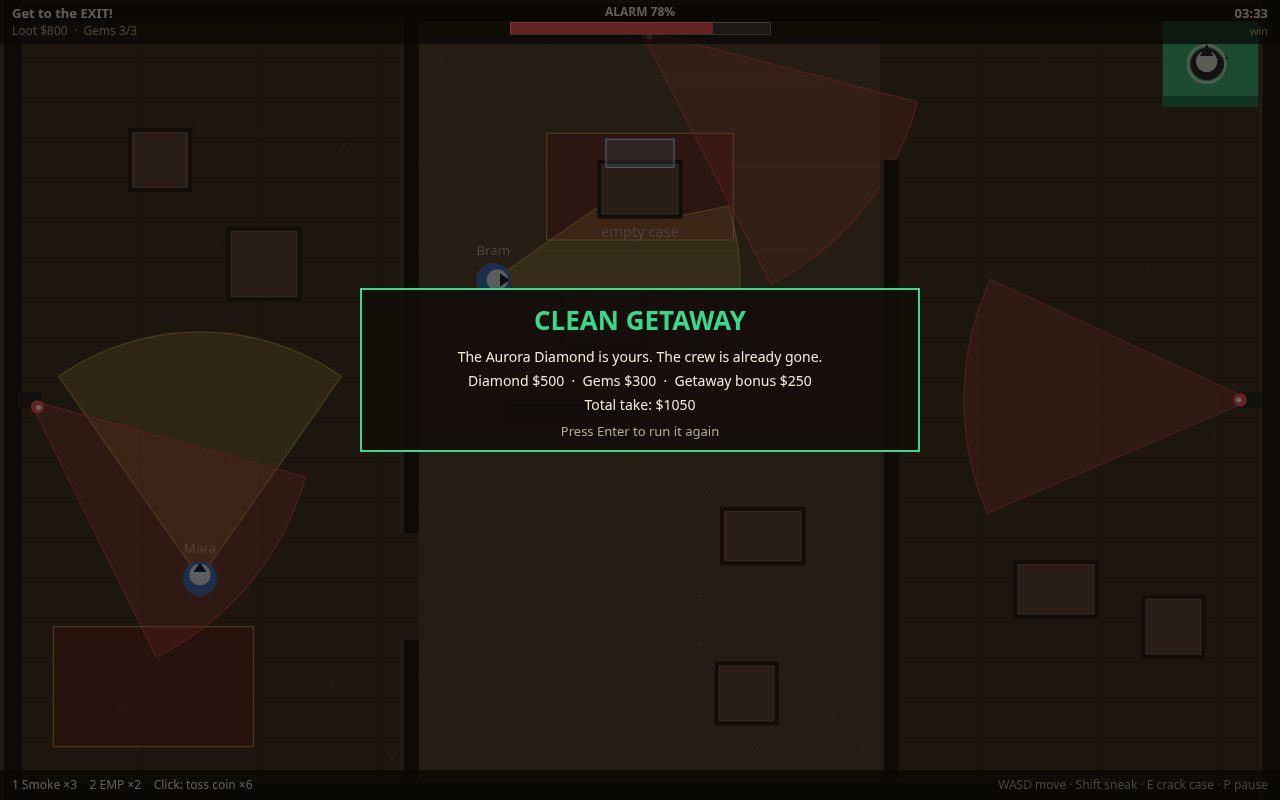 Get to the EXIT!
Loot $800 · Gems 3/3
ALARM 78%
03:33
win
empty case
Bram
CLEAN GETAWAY
The Aurora Diamond is yours. The crew is already gone.
Diamond $500 · Gems $300 · Getaway bonus $250
Total take: $1050
Press Enter to run it again
Mara
1 Smoke ×3 2 EMP ×2 Click: toss coin ×6
WASD move · Shift sneak · E crack case · P pause